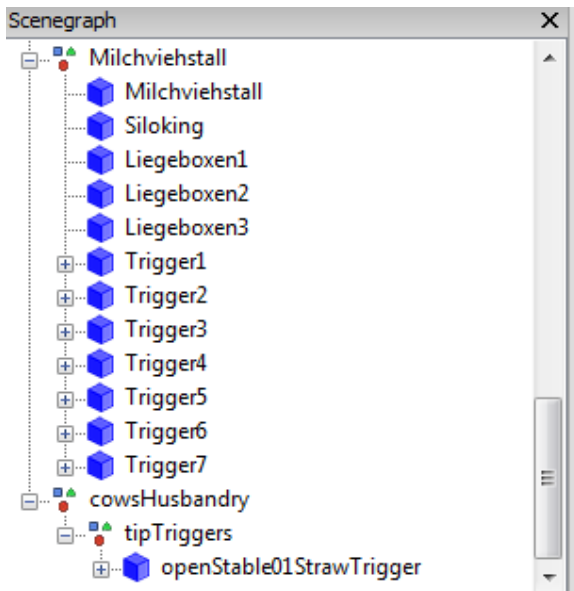 Scenegraph
Milchviehstall
Milchviehstall
Siloking
Liegeboxen1
Liegeboxen2
Liegeboxen3
Trigger1
Trigger2
Trigger3
Trigger4
Trigger5
Trigger6
Trigger7
cowsHusbandry
tipTriggers
openStable01StrawTrigger